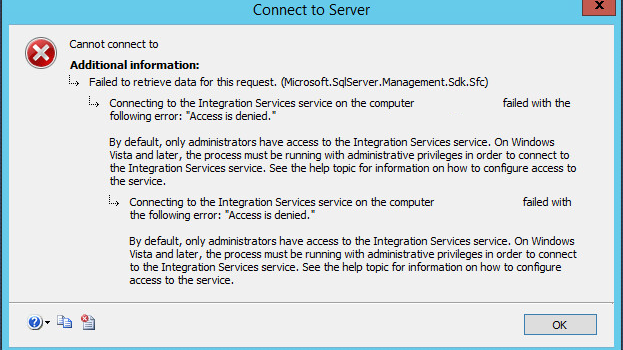 Connect to Server
x
Cannot connect to
Additional information:
Failed to retrieve data for this request. (Microsoft.SqlServer.Management.Sdk.Sfc)
Connecting to the Integration Services service on the computer failed with the
following error: "Access is denied."
By default, only administrators have access to the Integration Services service. On Windows
Vista and later, the process must be running with administrative privileges in order to connect to
the Integration Services service. See the help topic for information on how to configure access to
the service.
Connecting to the Integration Services service on the computer failed with
the following error: "Access is denied."
By default, only administrators have access to the Integration Services service. On Windows
Vista and later, the process must be running with administrative privileges in order to connect
to the Integration Services service. See the help topic for information on how to configure
access to the service.
OK